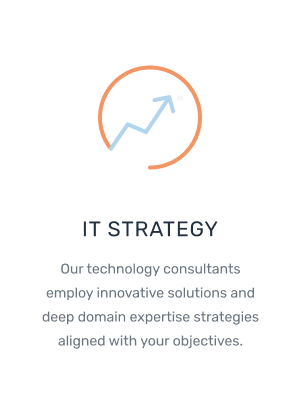 IT STRATEGY
Our technology consultants
employ innovative solutions and
deep domain expertise strategies
aligned with your objectives.